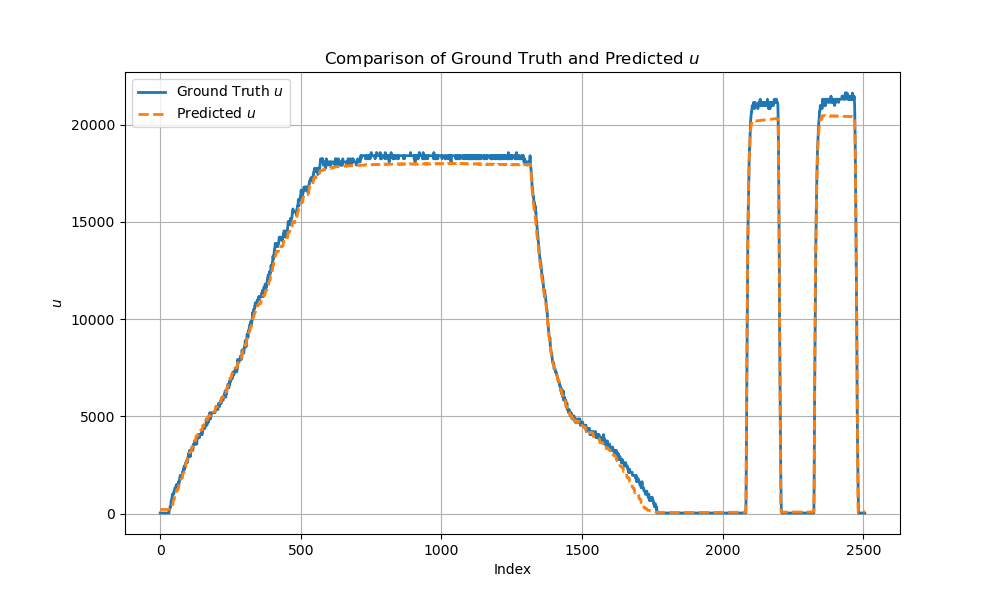 Comparison of Ground Truth and Predicted u
Ground Truth u
Predicted u
20000
15000
10000
5000
0
u
0 500 1000 1500 2000 2500
Index